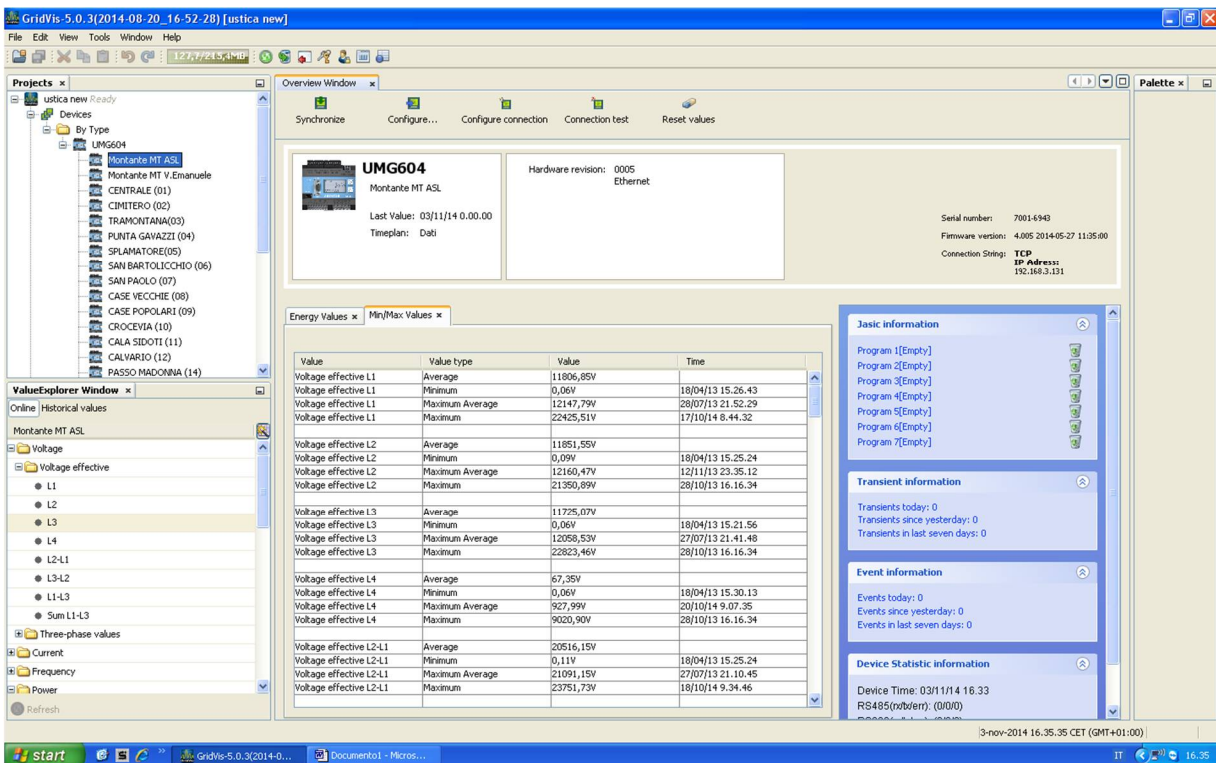 GridVis-5.0.3(2014-08-20_16-52-28) [ustica new]
File Edit View Tools Window Help
Projects
ustica new Ready
Devices
By Type
UMG604
Montante MT ASL
Montante MT V.Emanuele
CENTRALE (01)
CIMITERO (02)
TRAMONTANA(03)
PUNTA GAVAZZI (04)
SPLAMATORE(05)
SAN BARTOLICCHIO (06)
SAN PAOLO (07)
CASE VECCHIE (08)
CASE POPOLARI (09)
CROCEVIA (10)
CALA SIDOTI (11)
CALVARIO (12)
PASSO MADONNA (14)
ValueExplorer Window
Online Historical values
Montante MT ASL
Voltage
Voltage effective
L1
L2
L3
L4
L2-L1
L3-L2
L1-L3
Sum L1-L3
Three-phase values
Current
Frequency
Power
Refresh
Overview Window
Synchronize Configure... Configure connection Connection test Reset values
UMG604
Montante MT ASL
Last Value: 03/11/14 0.00.00
Timeplan: Dati
Hardware revision: 0005
Ethernet
Serial number: 7001-6943
Firmware version: 4.005 2014-05-27 11:35:00
Connection String: TCP
IP Adress:
192.168.3.131
Energy Values Min/Max Values
Value Value type Value Time
Voltage effective L1 Average 11806,85V
Voltage effective L1 Minimum 0,06V 18/04/13 15.26.43
Voltage effective L1 Maximum Average 12147,79V 28/07/13 21.52.29
Voltage effective L1 Maximum 22425,51V 17/10/14 8.44.32
Voltage effective L2 Average 11851,55V
Voltage effective L2 Minimum 0,09V 18/04/13 15.25.24
Voltage effective L2 Maximum Average 12160,47V 12/11/13 23.35.12
Voltage effective L2 Maximum 21350,89V 28/10/13 16.16.34
Voltage effective L3 Average 11725,07V
Voltage effective L3 Minimum 0,06V 18/04/13 15.21.56
Voltage effective L3 Maximum Average 12058,53V 27/07/13 21.41.48
Voltage effective L3 Maximum 22823,46V 28/10/13 16.16.34
Voltage effective L4 Average 67,35V
Voltage effective L4 Minimum 0,06V 18/04/13 15.30.13
Voltage effective L4 Maximum Average 927,99V 20/10/14 9.07.35
Voltage effective L4 Maximum 9020,90V 28/10/13 16.16.34
Voltage effective L2-L1 Average 20516,15V
Voltage effective L2-L1 Minimum 0,11V 18/04/13 15.25.24
Voltage effective L2-L1 Maximum Average 21091,15V 27/07/13 21.10.45
Voltage effective L2-L1 Maximum 23751,73V 18/10/14 9.34.46
Jasic information
Program 1[Empty]
Program 2[Empty]
Program 3[Empty]
Program 4[Empty]
Program 5[Empty]
Program 6[Empty]
Program 7[Empty]
Transient information
Transients today: 0
Transients since yesterday: 0
Transients in last seven days: 0
Event information
Events today: 0
Events since yesterday: 0
Events in last seven days: 0
Device Statistic information
Device Time: 03/11/14 16.33
RS485(rx/tx/err): (0/0/0)
Palette
3-nov-2014 16.35.35 CET (GMT+01:00)
start GridVis-5.0.3(2014-0... Documento1 - Micros... IT 16.35